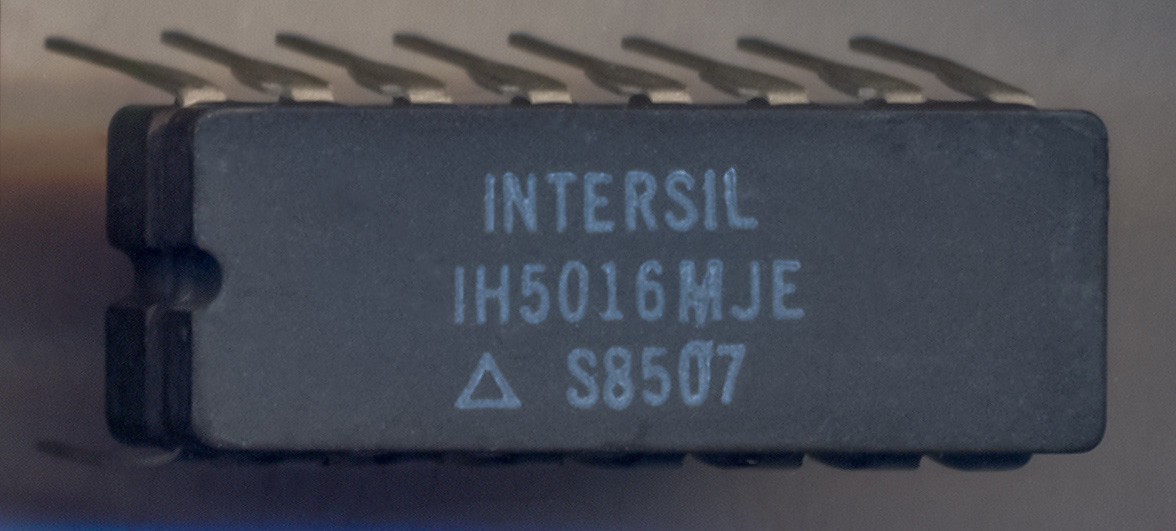 INTERSIL
IH5016MJE
△ S8507